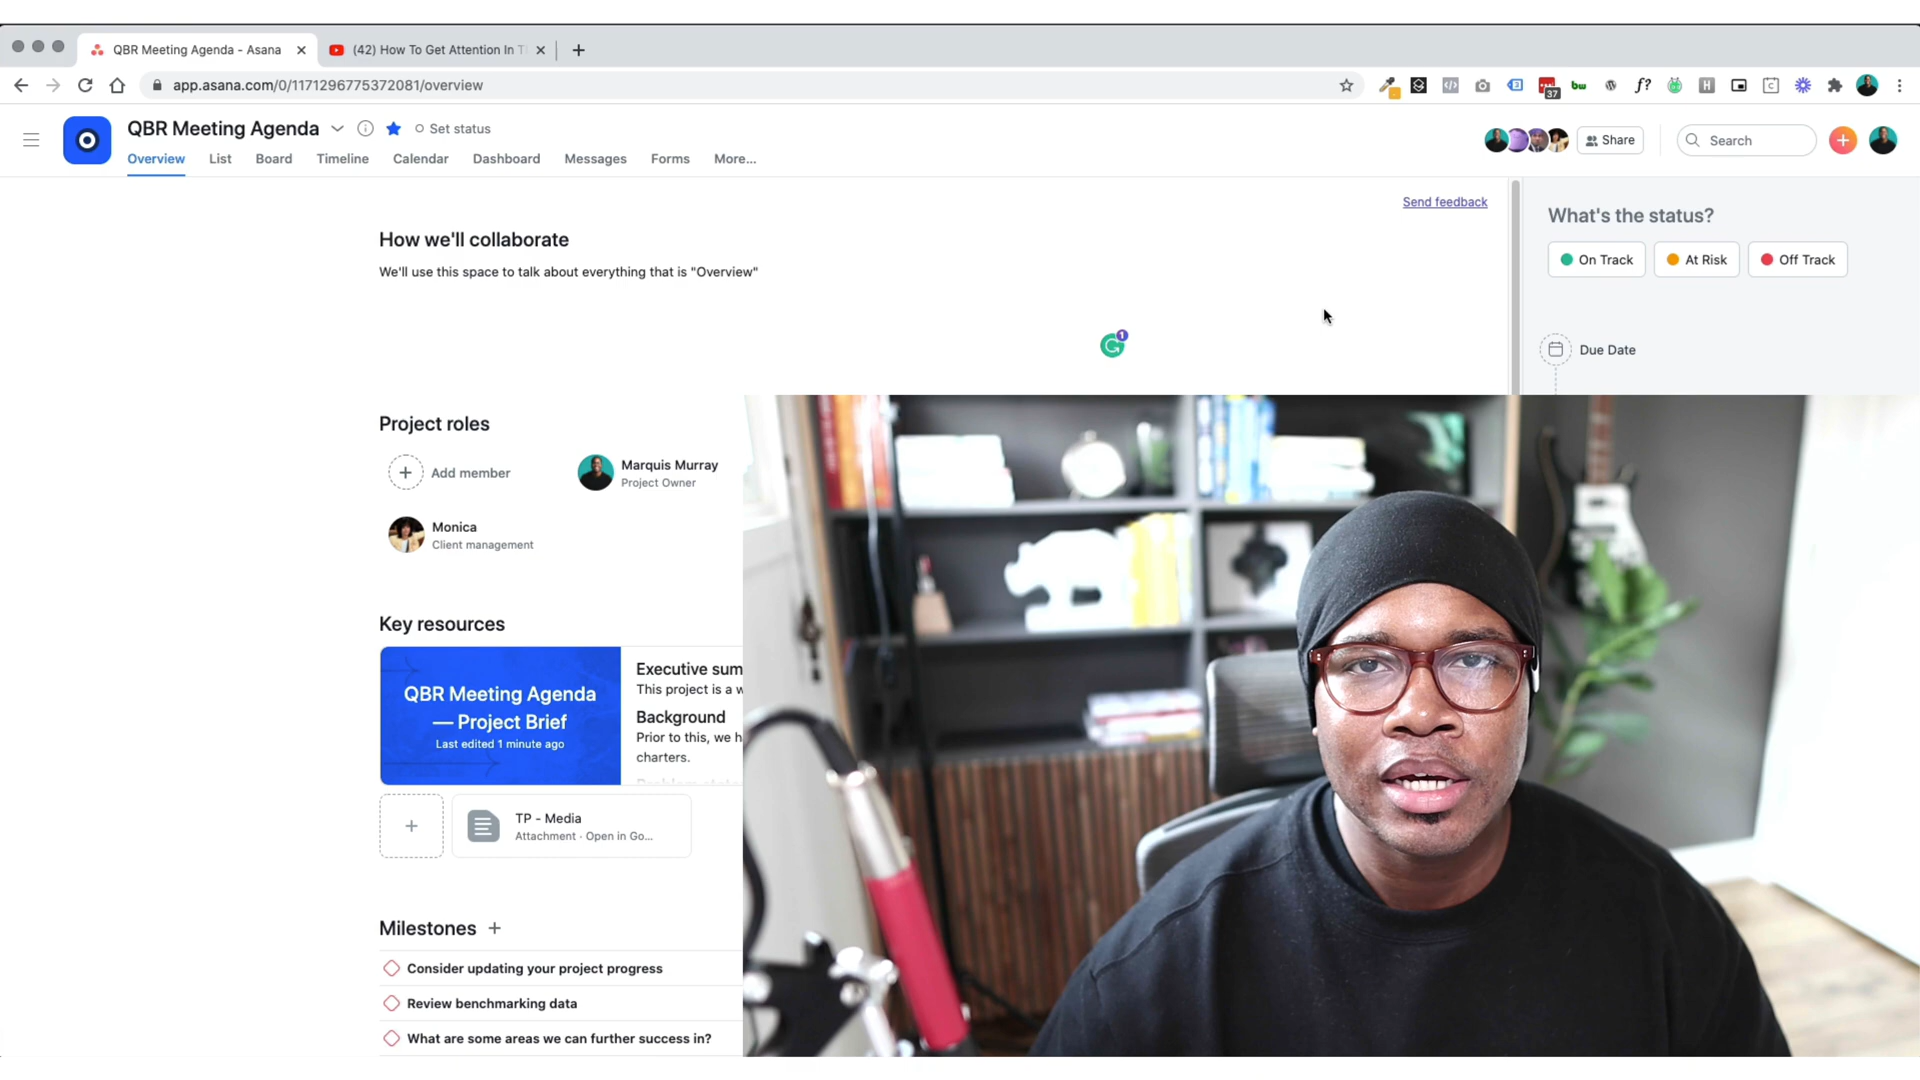 QBR Meeting Agenda - Asana
(42) How To Get Attention In T
app.asana.com/0/1171296775372081/overview
37
bw
f?
H
C
QBR Meeting Agenda
Set status
Share
Search
Overview
List
Board
Timeline
Calendar
Dashboard
Messages
Forms
More...
Send feedback
How we'll collaborate
We'll use this space to talk about everything that is "Overview"
1
What's the status?
On Track
At Risk
Off Track
Due Date
Project roles
Add member
Marquis Murray
Project Owner
Monica
Client management
Key resources
QBR Meeting Agenda
— Project Brief
Last edited 1 minute ago
Executive sum
This project is a w
Background
Prior to this, we h
charters.
TP - Media
Attachment · Open in Go...
Milestones
Consider updating your project progress
Review benchmarking data
What are some areas we can further success in?